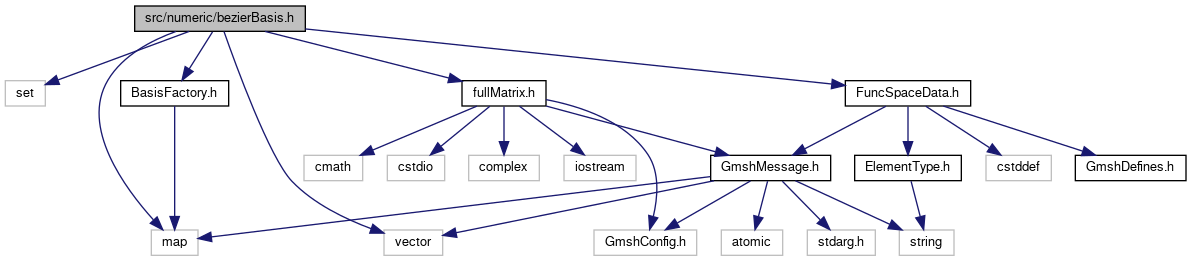 src/numeric/bezierBasis.h
set
BasisFactory.h
fullMatrix.h
FuncSpaceData.h
cmath
cstdio
complex
iostream
GmshMessage.h
ElementType.h
cstddef
GmshDefines.h
map
vector
GmshConfig.h
atomic
stdarg.h
string